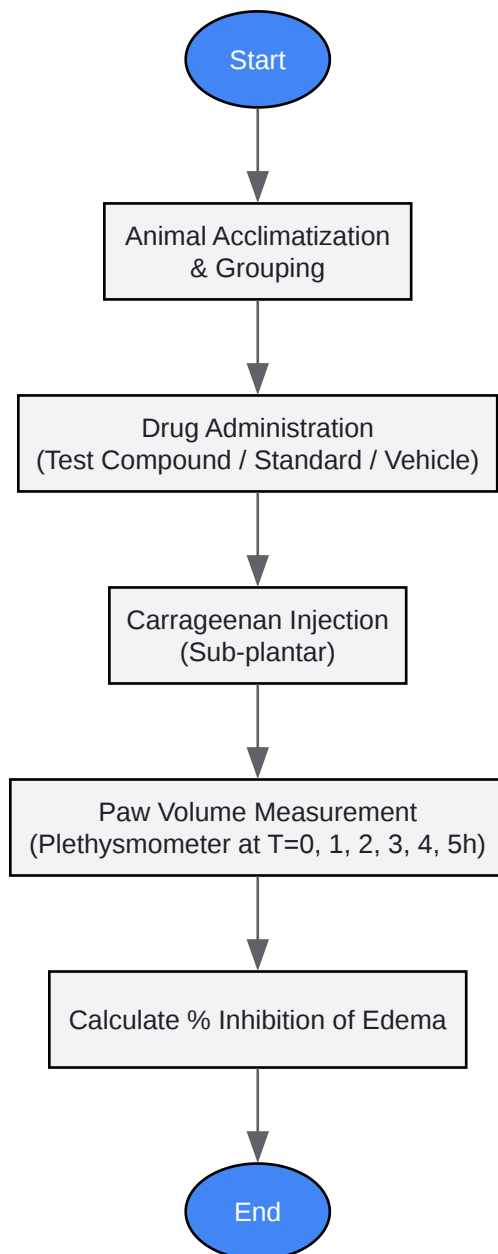 Start
Animal Acclimatization
& Grouping
Drug Administration
(Test Compound / Standard / Vehicle)
Carrageenan Injection
(Sub-plantar)
Paw Volume Measurement
(Plethysmometer at T=0, 1, 2, 3, 4, 5h)
Calculate % Inhibition of Edema
End